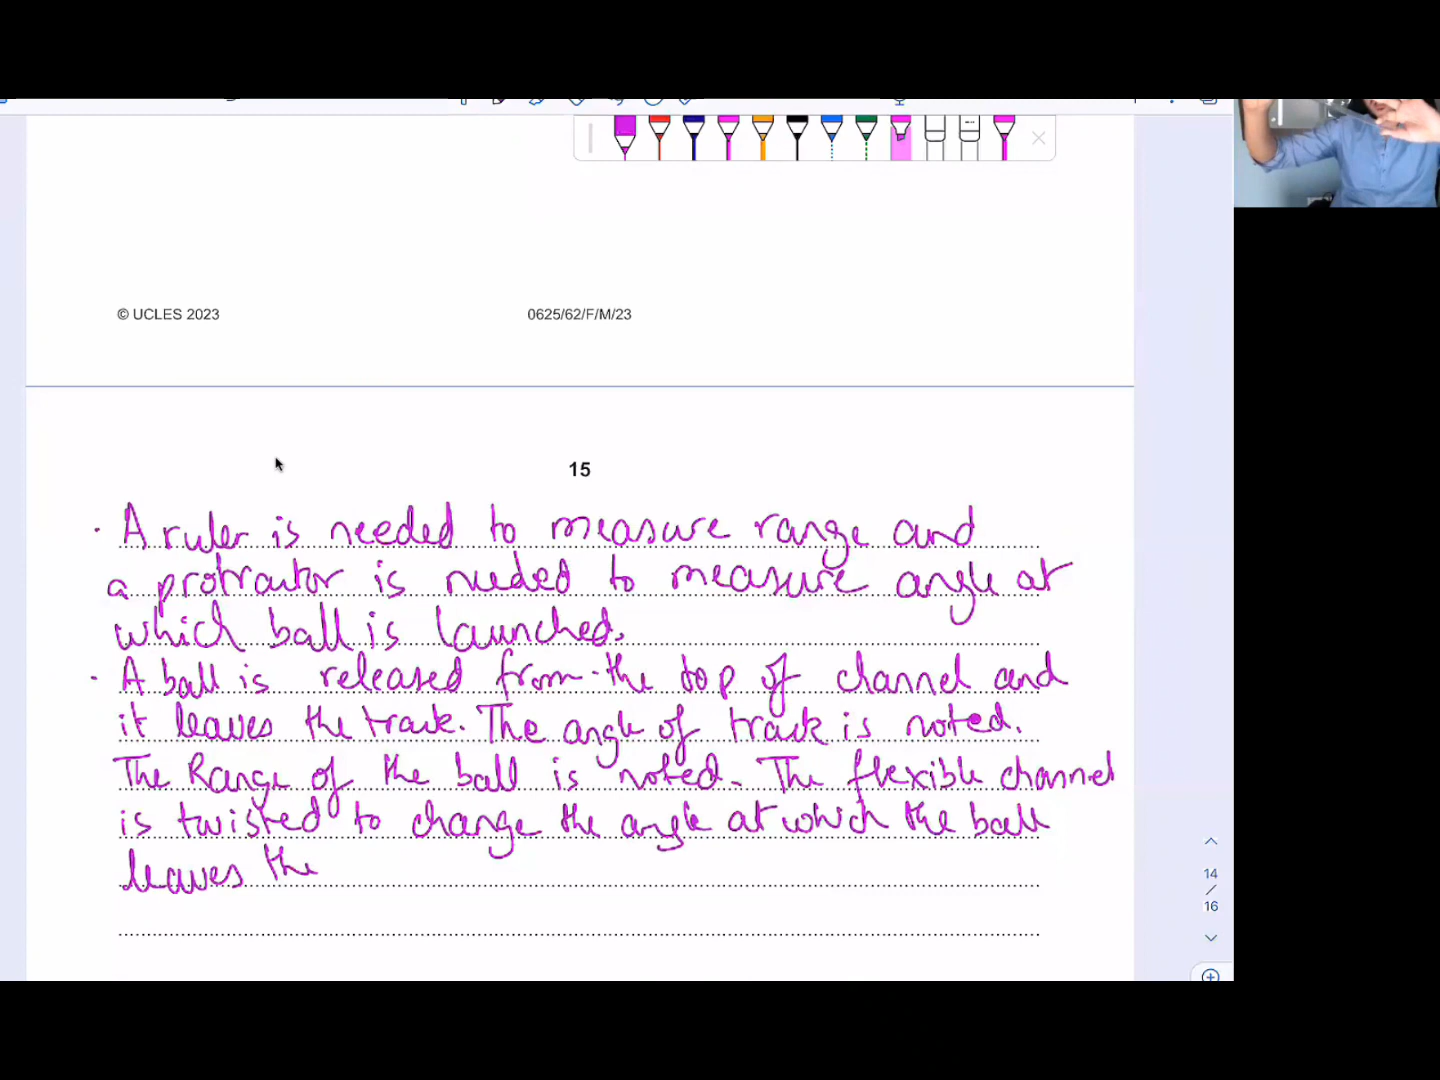 © UCLES 2023
0625/62/F/M/23
15
· A ruler is needed to measure range and
a protractor is needed to measure angle at
which ball is launched.
· A ball is released from the top of channel and
it leaves the track. The angle of track is noted.
The Range of the ball is noted. The flexible channel
is twisted to change the angle at which the ball
leaves the
14
/
16